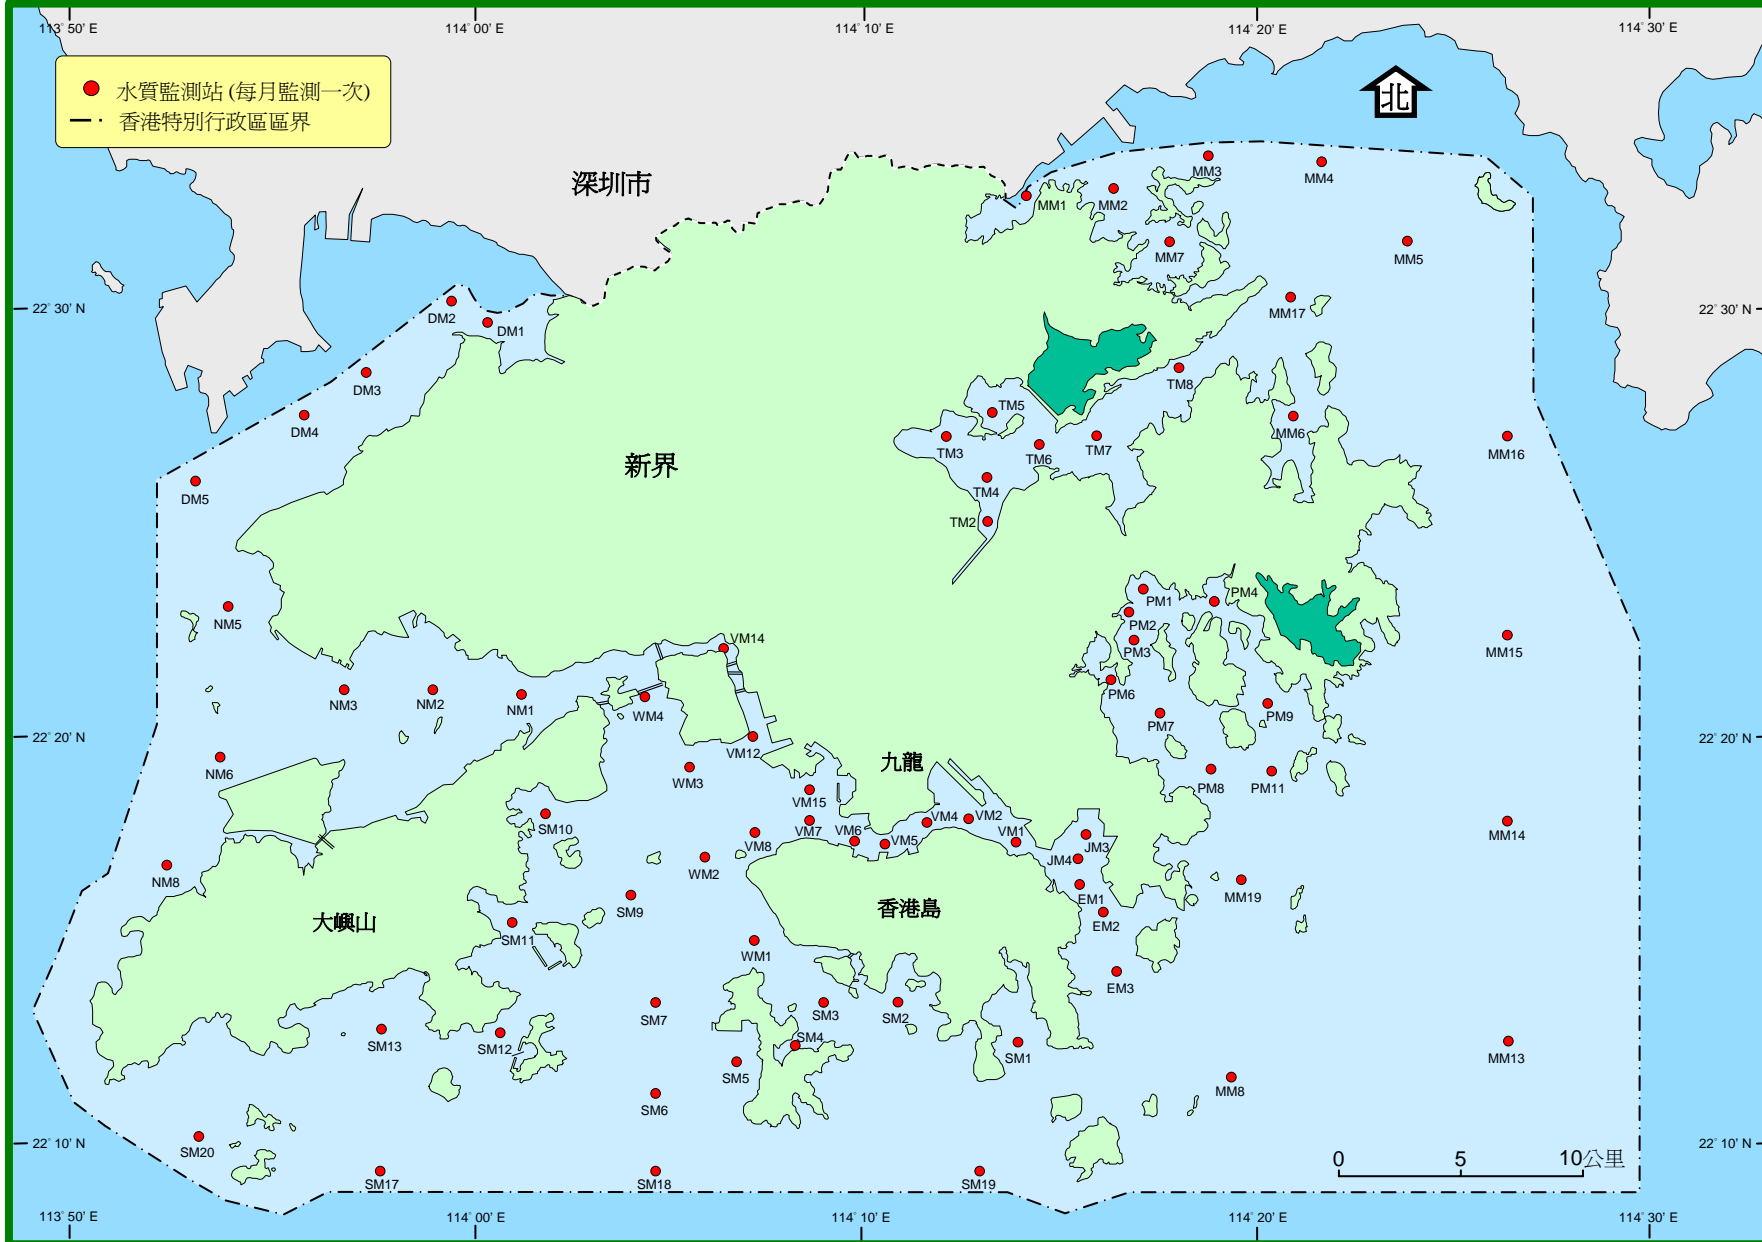 113° 50' E
114° 00' E
114° 10' E
114° 20' E
114° 30' E
水質監測站 (每月監測一次)
香港特別行政區區界
北
深圳市
MM3
MM4
MM1
MM2
MM7
MM5
MM17
22° 30' N
22° 30' N
DM2
DM1
DM3
DM4
TM8
TM5
MM6
TM3
TM6
TM7
MM16
新界
DM5
TM4
TM2
PM1
PM4
NM5
PM2
VM14
PM3
MM15
PM6
NM3
NM2
NM1
WM4
PM9
PM7
22° 20' N
22° 20' N
VM12
九龍
NM6
WM3
PM8
PM11
VM15
SM10
VM7
VM6
VM4
VM2
VM1
MM14
VM8
VM5
JM3
JM4
WM2
NM8
MM19
EM1
SM9
香港島
大嶼山
EM2
SM11
WM1
EM3
SM7
SM3
SM2
SM13
SM12
SM4
SM1
MM13
SM5
MM8
SM6
22° 10' N
22° 10' N
SM20
0
5
10公里
SM17
SM18
SM19
113° 50' E
114° 00' E
114° 10' E
114° 20' E
114° 30' E